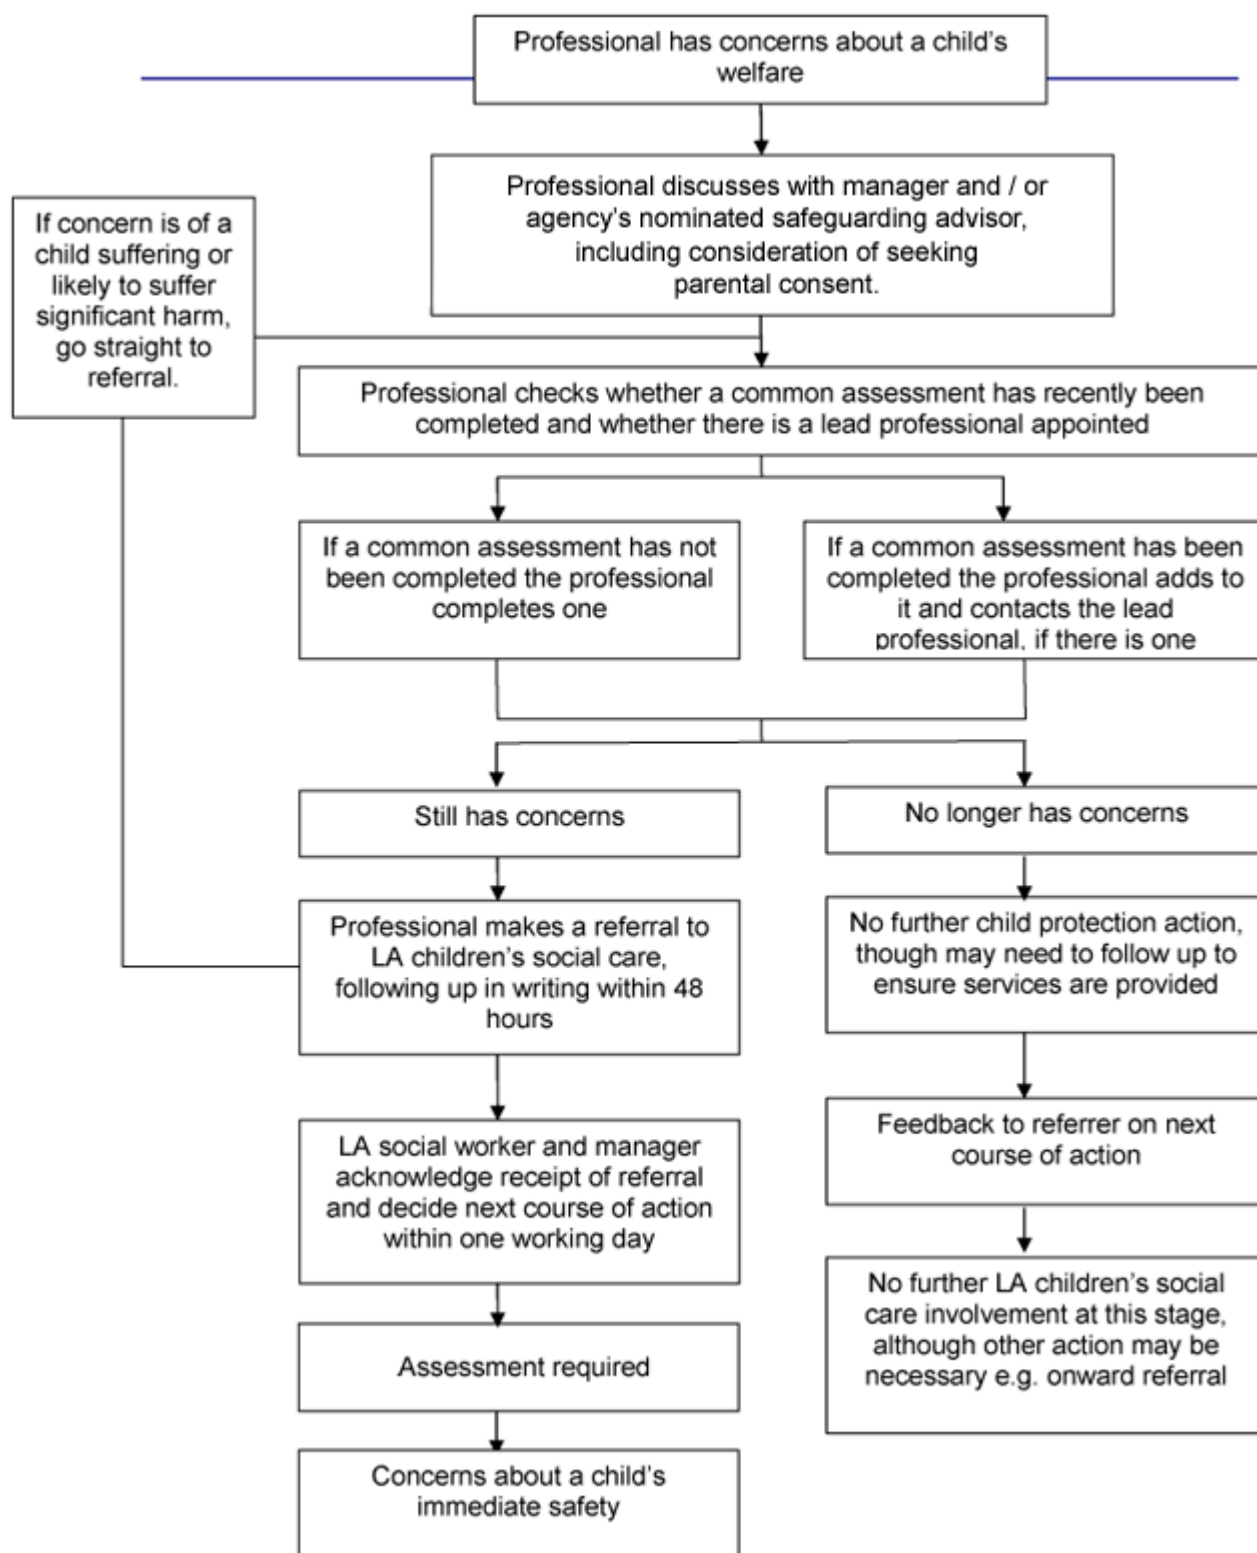 Professional has concerns about a child's
welfare
Professional discusses with manager and / or
agency's nominated safeguarding advisor,
including consideration of seeking
parental consent.
If concern is of a
child suffering or
likely to suffer
significant harm,
go straight to
referral.
Professional checks whether a common assessment has recently been
completed and whether there is a lead professional appointed
If a common assessment has not
been completed the professional
completes one
If a common assessment has been
completed the professional adds to
it and contacts the lead
professional, if there is one
Still has concerns
No longer has concerns
Professional makes a referral to
LA children's social care,
following up in writing within 48
hours
No further child protection action,
though may need to follow up to
ensure services are provided
LA social worker and manager
acknowledge receipt of referral
and decide next course of action
within one working day
Feedback to referrer on next
course of action
Assessment required
No further LA children's social
care involvement at this stage,
although other action may be
necessary e.g. onward referral
Concerns about a child's
immediate safety